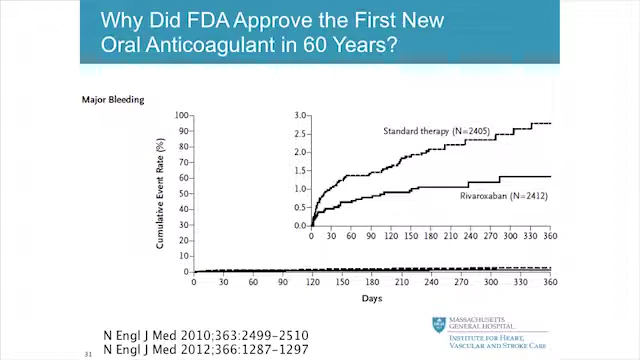 Why Did FDA Approve the First New
Oral Anticoagulant in 60 Years?
Major Bleeding
Cumulative Event Rate (%)
100
90
80
70
60
50
40
30
20
10
0
0 30 60 90 120 150 180 210 240 270 300 330 360
Days
3.0
2.5
2.0
1.5
1.0
0.5
0.0
0 30 60 90 120 150 180 210 240 270 300 330 360
Standard therapy (N=2405)
Rivaroxaban (N=2412)
N Engl J Med 2010;363:2499-2510
N Engl J Med 2012;366:1287-1297
31
MASSACHUSETTS
GENERAL HOSPITAL
INSTITUTE FOR HEART,
VASCULAR AND STROKE CARE